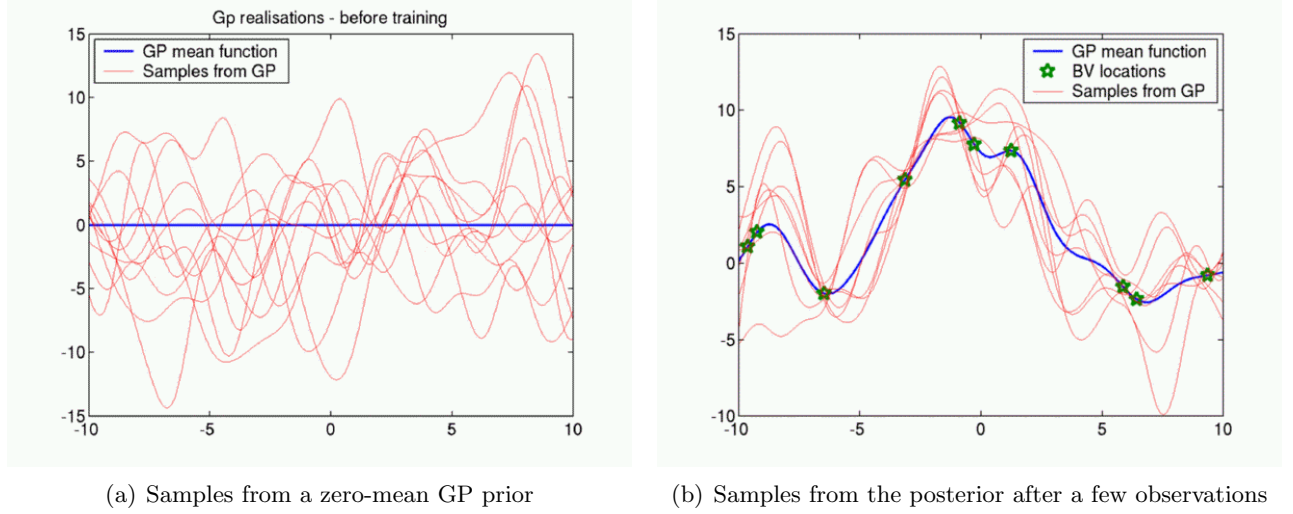 Gp realisations - before training
15
10
5
0
-5
-10
-15
-10 -5 0 5 10
GP mean function
Samples from GP
(a) Samples from a zero-mean GP prior
15
10
5
0
-5
-10
-10 -5 0 5 10
GP mean function
BV locations
Samples from GP
(b) Samples from the posterior after a few observations